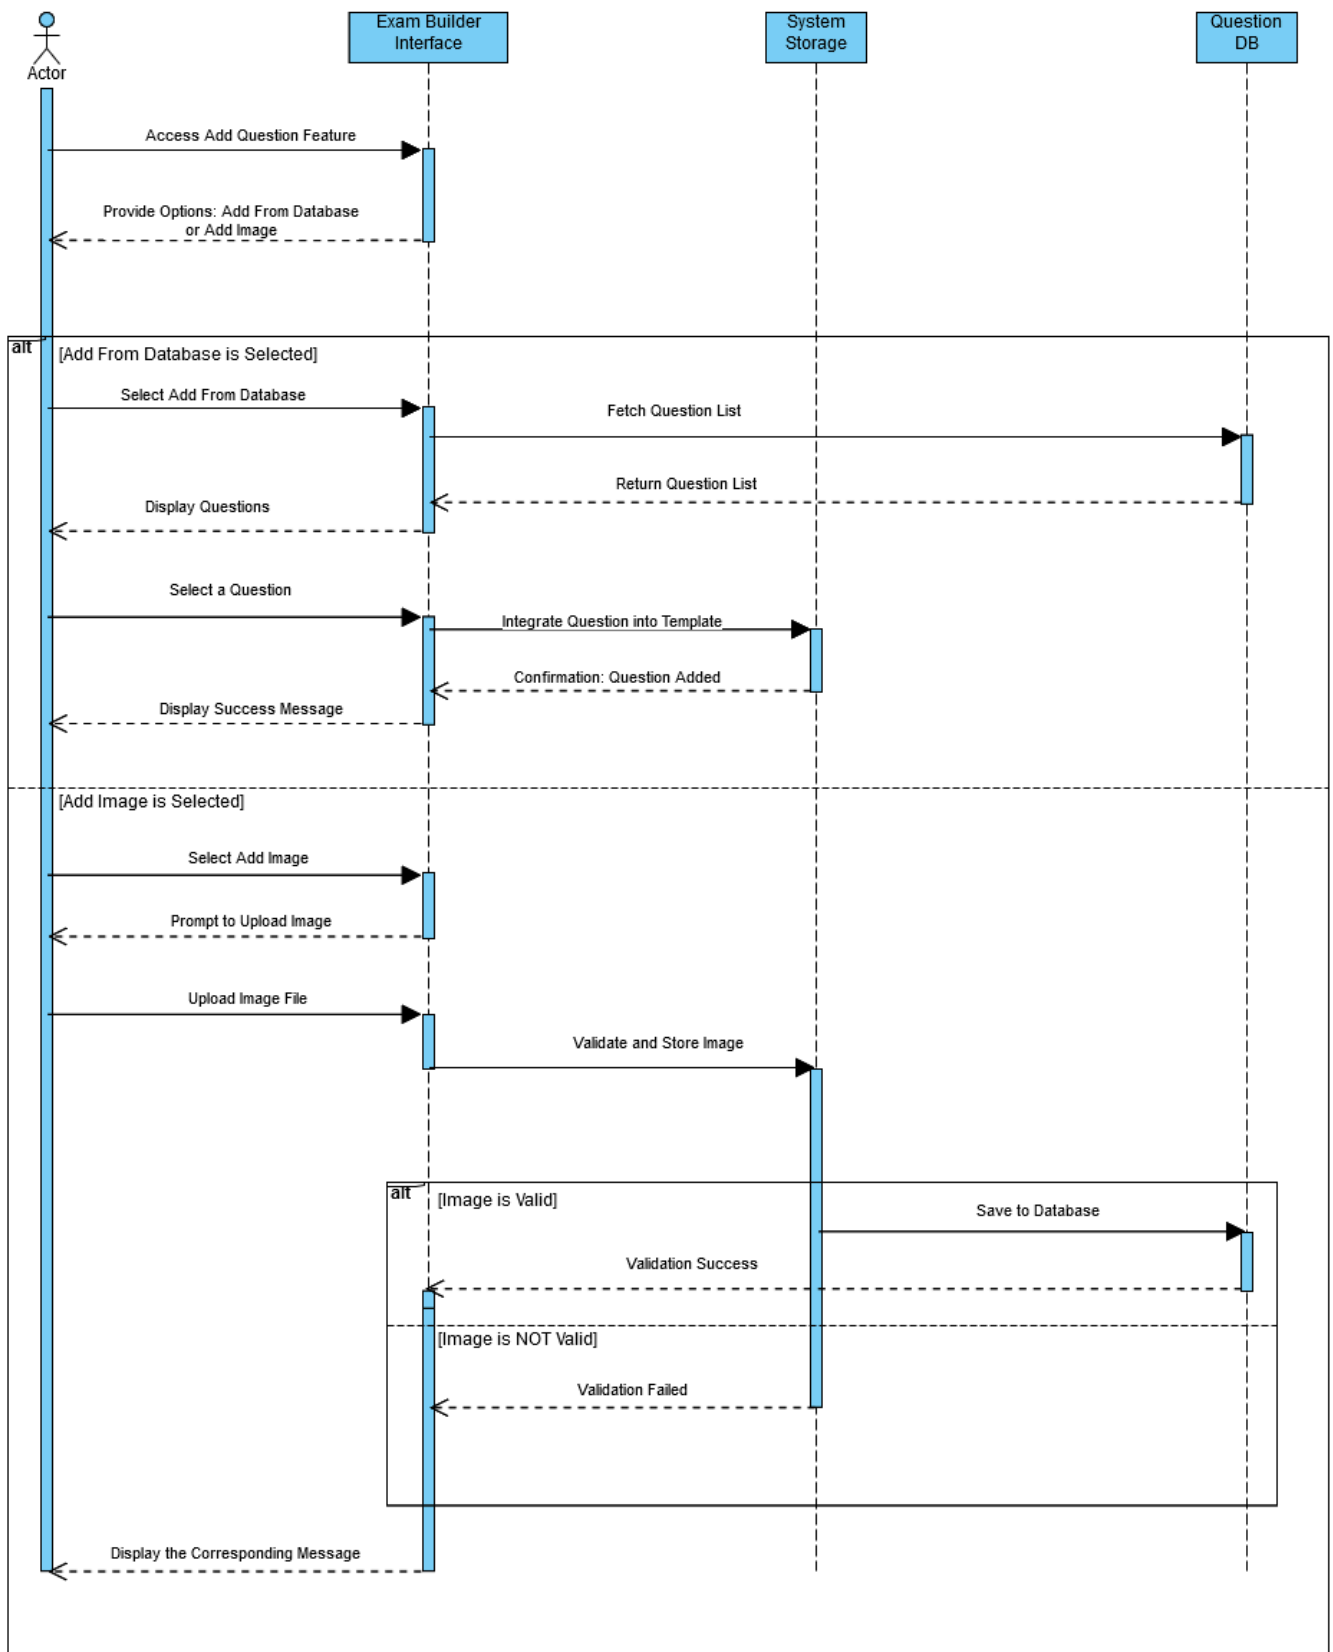 Exam Builder
Interface
System
Storage
Question
DB
Actor
Access Add Question Feature
Provide Options: Add From Database
or Add Image
alt
[Add From Database is Selected]
Select Add From Database
Fetch Question List
Return Question List
Display Questions
Select a Question
Integrate Question into Template
Confirmation: Question Added
Display Success Message
[Add Image is Selected]
Select Add Image
Prompt to Upload Image
Upload Image File
Validate and Store Image
alt
[Image is Valid]
Save to Database
Validation Success
[Image is NOT Valid]
Validation Failed
Display the Corresponding Message